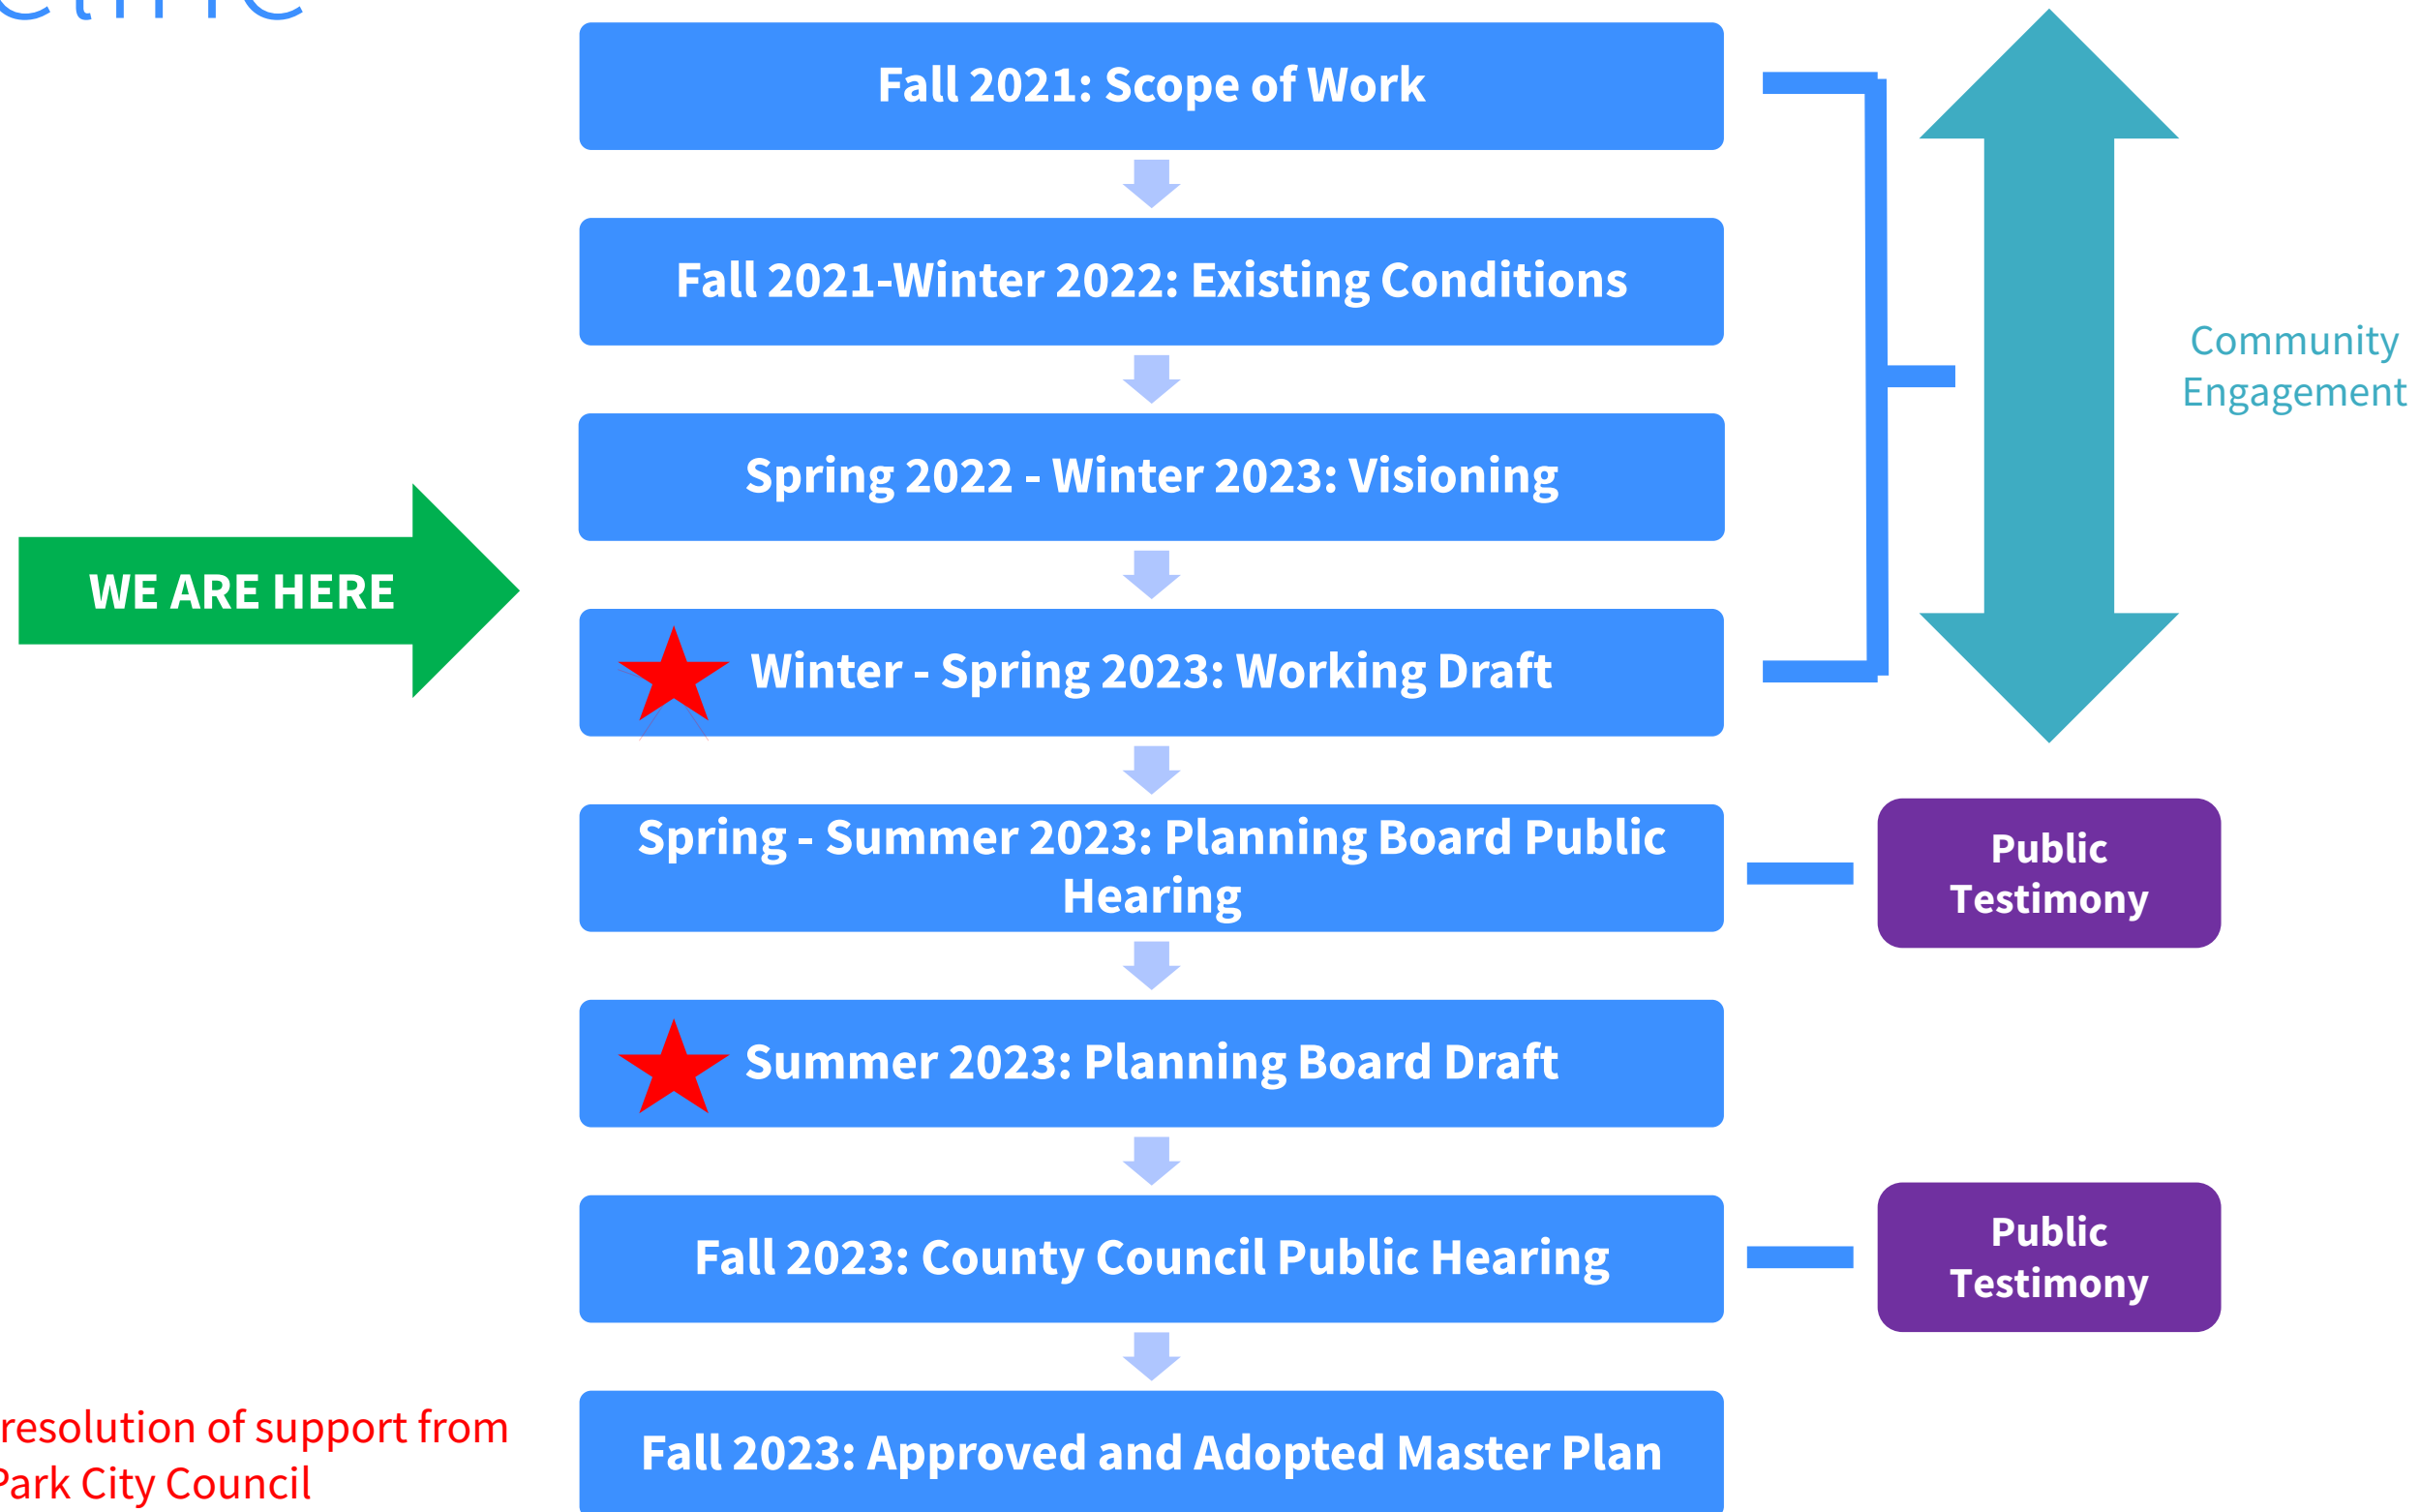 Fall 2021: Scope of Work
Fall 2021-Winter 2022: Existing Conditions
Community
Engagement
Spring 2022 - Winter 2023: Visioning
WE ARE HERE
Winter - Spring 2023: Working Draft
Spring - Summer 2023: Planning Board Public
Hearing
Public
Testimony
Summer 2023: Planning Board Draft
Fall 2023: County Council Public Hearing
Public
Testimony
resolution of support from
Park City Council
Fall 2023: Approved and Adopted Master Plan